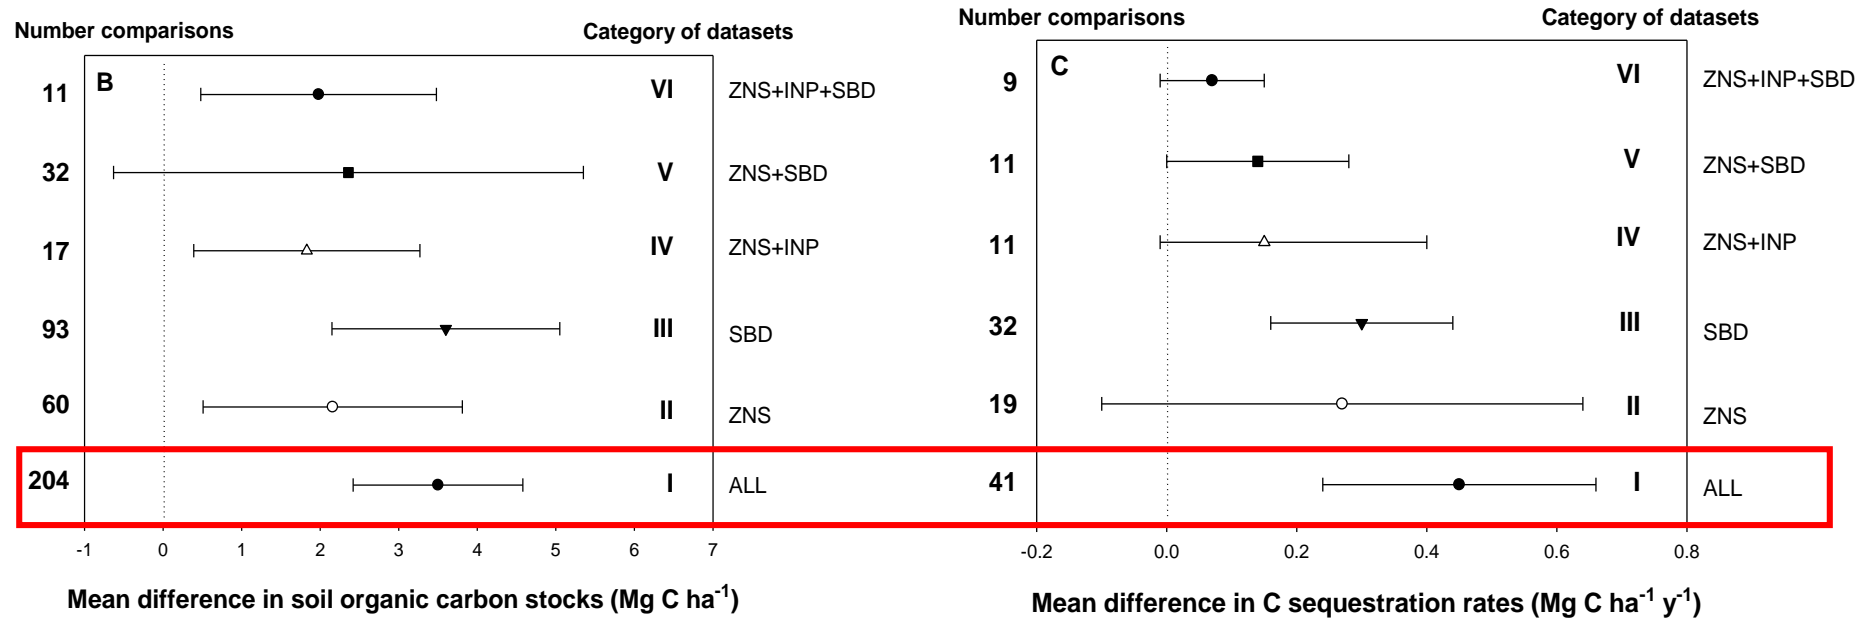 Number comparisons
Category of datasets
B
11
VI
ZNS+INP+SBD
32
V
ZNS+SBD
17
IV
ZNS+INP
93
III
SBD
60
II
ZNS
204
I
ALL
-1 0 1 2 3 4 5 6 7
Mean difference in soil organic carbon stocks (Mg C ha⁻¹)
Number comparisons
Category of datasets
C
9
VI
ZNS+INP+SBD
11
V
ZNS+SBD
11
IV
ZNS+INP
32
III
SBD
19
II
ZNS
41
I
ALL
-0.2 0.0 0.2 0.4 0.6 0.8
Mean difference in C sequestration rates (Mg C ha⁻¹ y⁻¹)